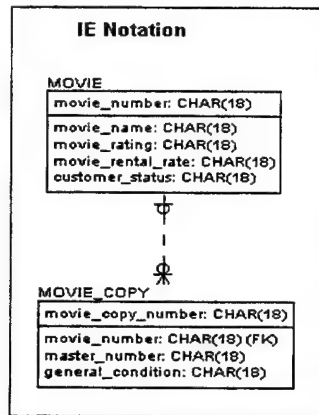 IE Notation
MOVIE
movie_number: CHAR(18)
movie_name: CHAR(18)
movie_rating: CHAR(18)
movie_rental_rate: CHAR(18)
customer_status: CHAR(18)
MOVIE_COPY
movie_copy_number: CHAR(18)
movie_number: CHAR(18) (FK)
master_number: CHAR(18)
general_condition: CHAR(18)